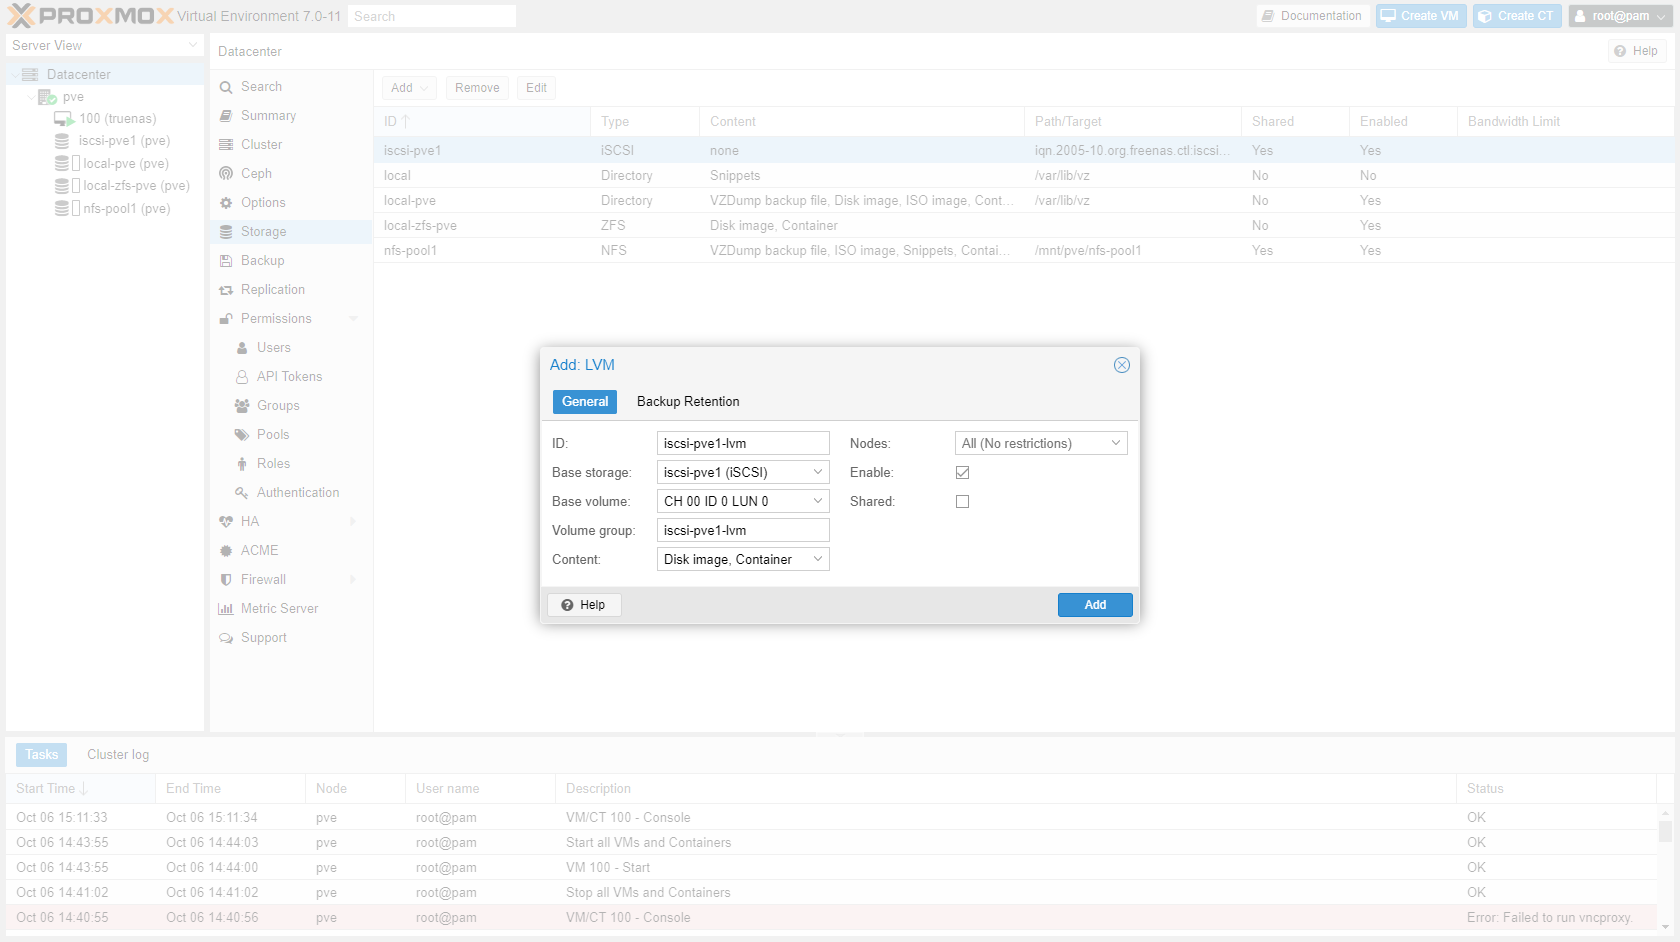 PROXMOX Virtual Environment 7.0-11 Search Documentation Create VM Create CT root@pam
Server View
Datacenter
pve
100 (truenas)
iscsi-pve1 (pve)
local-pve (pve)
local-zfs-pve (pve)
nfs-pool1 (pve)
Datacenter Help
Search
Summary
Cluster
Ceph
Options
Storage
Backup
Replication
Permissions
Users
API Tokens
Groups
Pools
Roles
Authentication
HA
ACME
Firewall
Metric Server
Support
Add Remove Edit
ID Type Content Path/Target Shared Enabled Bandwidth Limit
iscsi-pve1 iSCSI none iqn.2005-10.org.freenas.ctl:iscsi... Yes Yes
local Directory Snippets /var/lib/vz No No
local-pve Directory VZDump backup file, Disk image, ISO image, Cont... /var/lib/vz No Yes
local-zfs-pve ZFS Disk image, Container No Yes
nfs-pool1 NFS VZDump backup file, ISO image, Snippets, Contai... /mnt/pve/nfs-pool1 Yes Yes
Add: LVM
General Backup Retention
ID: iscsi-pve1-lvm Nodes: All (No restrictions)
Base storage: iscsi-pve1 (iSCSI) Enable:
Base volume: CH 00 ID 0 LUN 0 Shared:
Volume group: iscsi-pve1-lvm
Content: Disk image, Container
Help Add
Tasks Cluster log
Start Time End Time Node User name Description Status
Oct 06 15:11:33 Oct 06 15:11:34 pve root@pam VM/CT 100 - Console OK
Oct 06 14:43:55 Oct 06 14:44:03 pve root@pam Start all VMs and Containers OK
Oct 06 14:43:55 Oct 06 14:44:00 pve root@pam VM 100 - Start OK
Oct 06 14:41:02 Oct 06 14:41:02 pve root@pam Stop all VMs and Containers OK
Oct 06 14:40:55 Oct 06 14:40:56 pve root@pam VM/CT 100 - Console Error: Failed to run vncproxy.